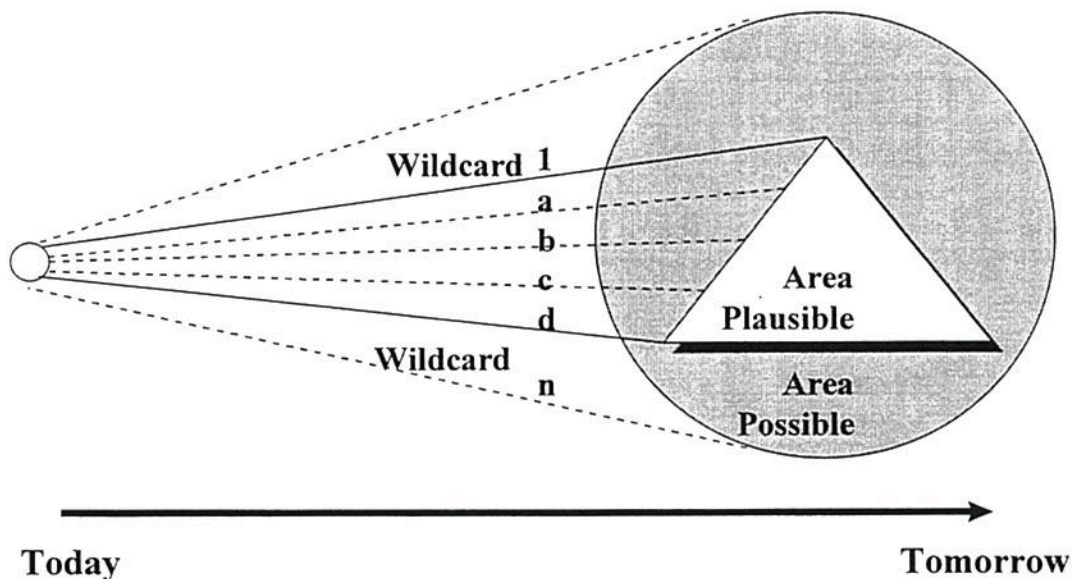 Wildcard 1
a
b
c
d
Wildcard
n
Area
Plausible
Area
Possible
Today
Tomorrow